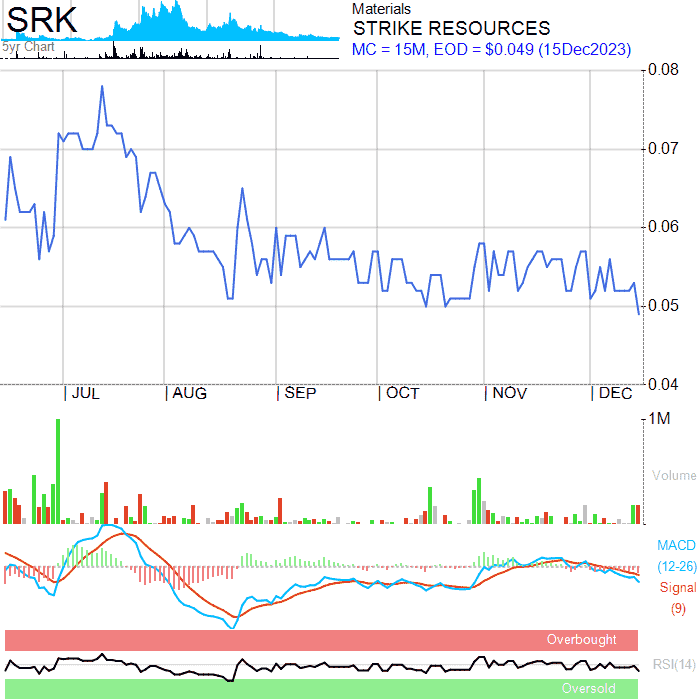 SRK
5yr Chart
Materials
STRIKE RESOURCES
MC = 15M, EOD = $0.049 (15Dec2023)
0.08
0.07
0.06
0.05
0.04
JUL AUG SEP OCT NOV DEC
1M
Volume
MACD
(12-26)
Signal
(9)
Overbought
RSI(14)
Oversold